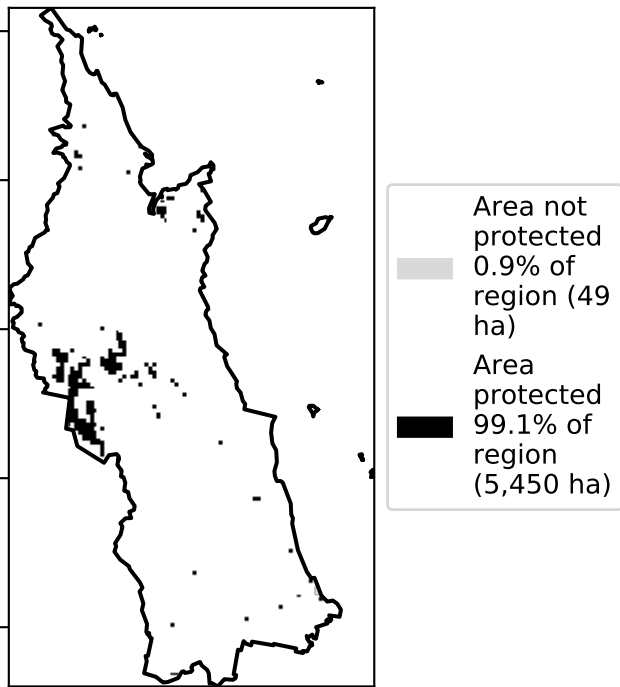 Area not
protected
0.9% of
region (49
ha)
Area
protected
99.1% of
region
(5,450 ha)